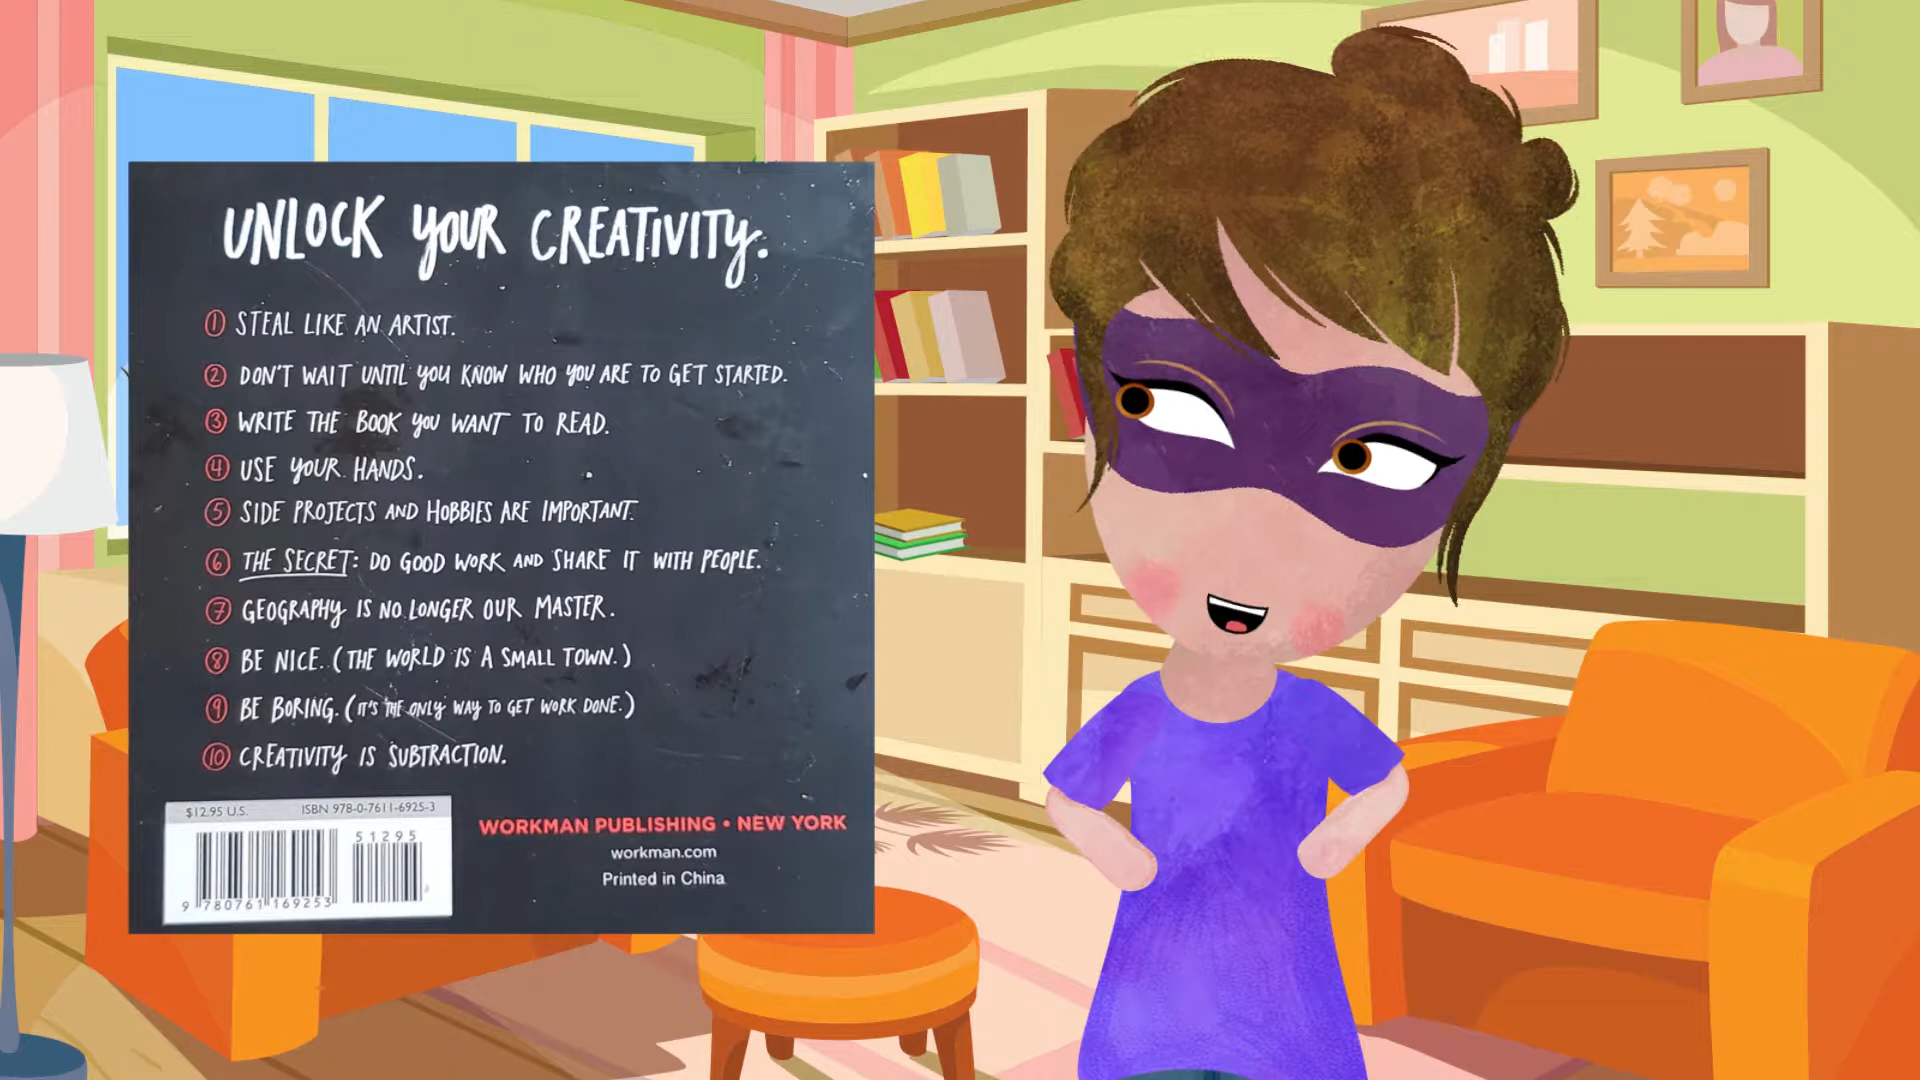 UNLOCK YOUR CREATIVITY.
1 STEAL LIKE AN ARTIST.
2 DON'T WAIT UNTIL YOU KNOW WHO YOU ARE TO GET STARTED.
3 WRITE THE BOOK YOU WANT TO READ.
4 USE YOUR HANDS.
5 SIDE PROJECTS AND HOBBIES ARE IMPORTANT.
6 THE SECRET: DO GOOD WORK AND SHARE IT WITH PEOPLE.
7 GEOGRAPHY IS NO LONGER OUR MASTER.
8 BE NICE. (THE WORLD IS A SMALL TOWN.)
9 BE BORING. (IT'S THE ONLY WAY TO GET WORK DONE.)
10 CREATIVITY IS SUBTRACTION.
$12.95 U.S. ISBN 978-0-7611-6925-3
51295
9 780761 169253
WORKMAN PUBLISHING • NEW YORK
workman.com
Printed in China